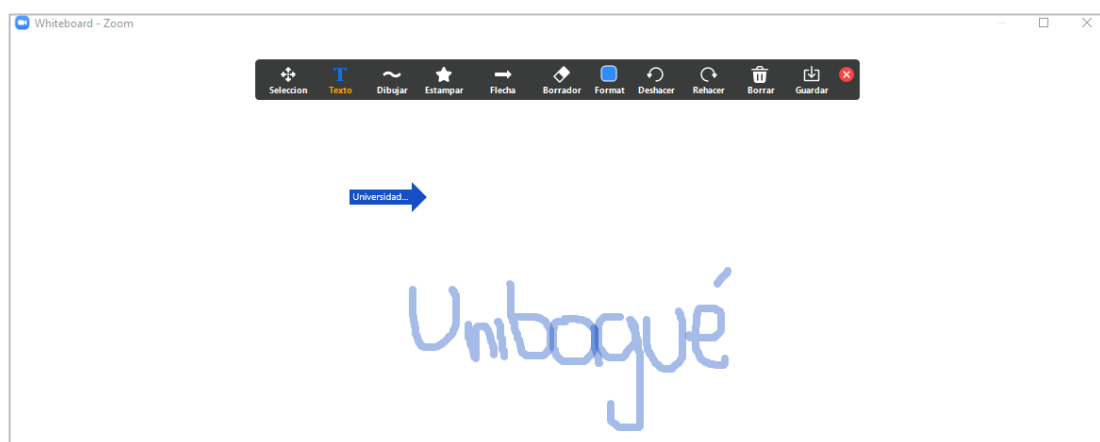 Whiteboard - Zoom
Seleccion Texto Dibujar Estampar Flecha Borrador Format Deshacer Rehacer Borrar Guardar
Universidad...
Unibagué